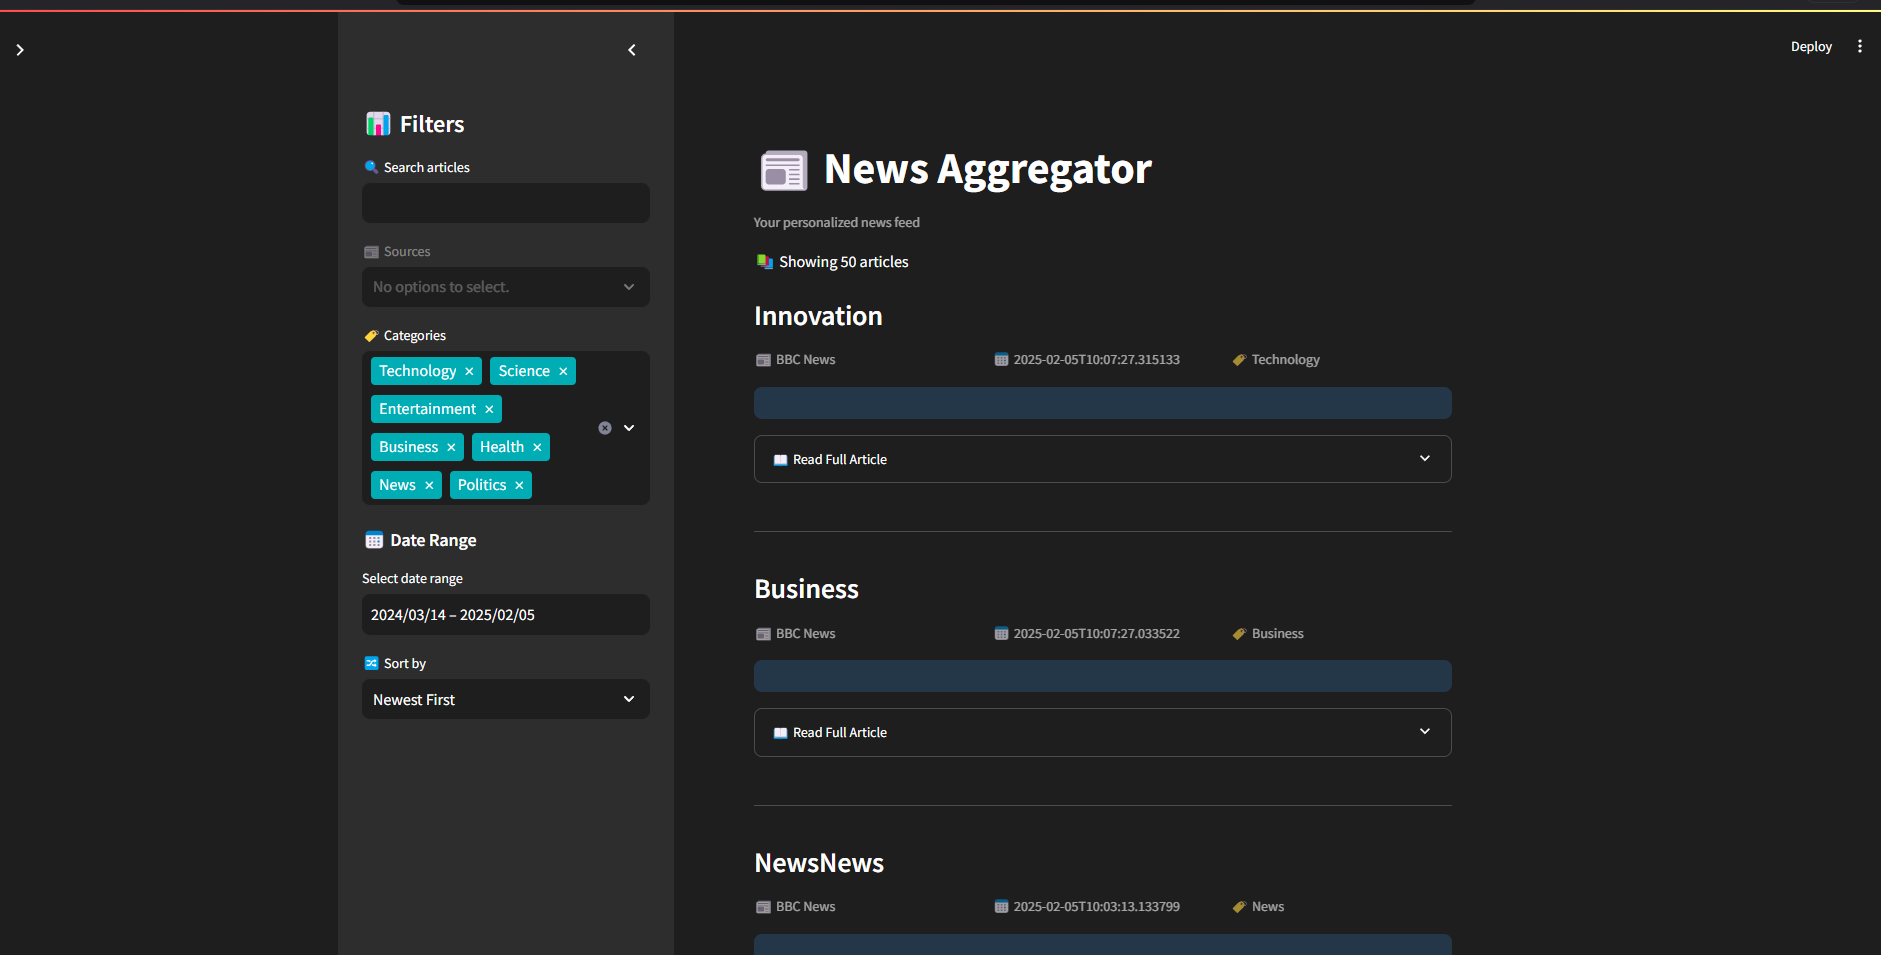 Deploy
Filters
Search articles
Sources
No options to select.
Categories
Technology × Science ×
Entertainment ×
Business × Health ×
News × Politics ×
Date Range
Select date range
2024/03/14 – 2025/02/05
Sort by
Newest First
News Aggregator
Your personalized news feed
Showing 50 articles
Innovation
BBC News 2025-02-05T10:07:27.315133 Technology
Read Full Article
Business
BBC News 2025-02-05T10:07:27.033522 Business
Read Full Article
NewsNews
BBC News 2025-02-05T10:03:13.133799 News